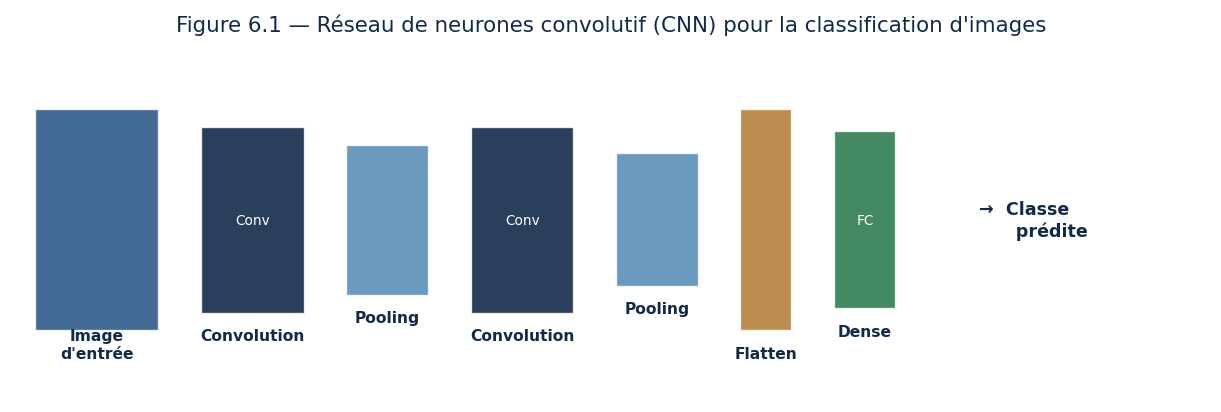 Figure 6.1 — Réseau de neurones convolutif (CNN) pour la classification d'images
Conv
Conv
FC
→ Classe
prédite
Image
d'entrée
Convolution
Pooling
Convolution
Pooling
Flatten
Dense